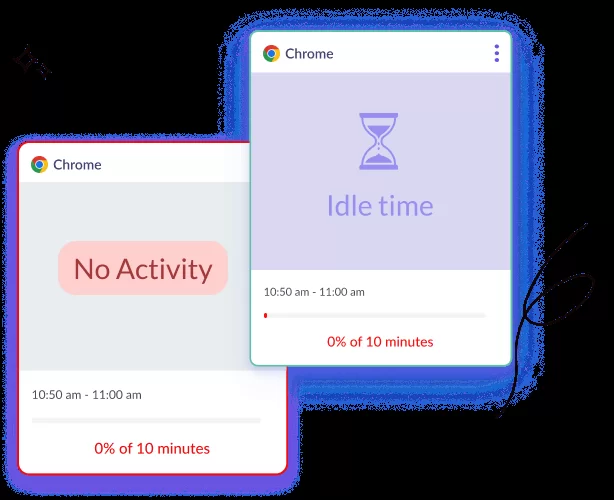 Chrome
Idle time
10:50 am - 11:00 am
0% of 10 minutes
Chrome
No Activity
10:50 am - 11:00 am
0% of 10 minutes